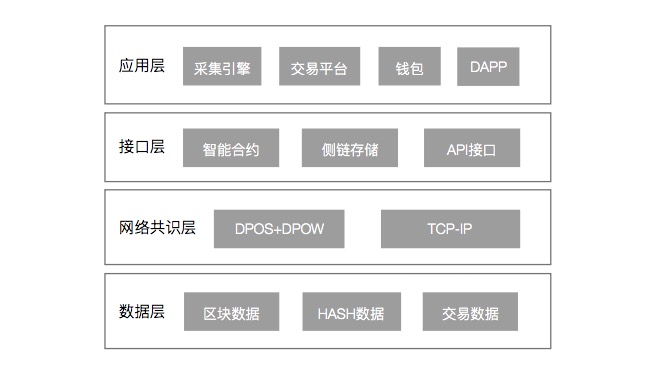 应用层 采集引擎 交易平台 钱包 DAPP
接口层 智能合约 侧链存储 API接口
网络共识层 DPOS+DPOW TCP-IP
数据层 区块数据 HASH数据 交易数据